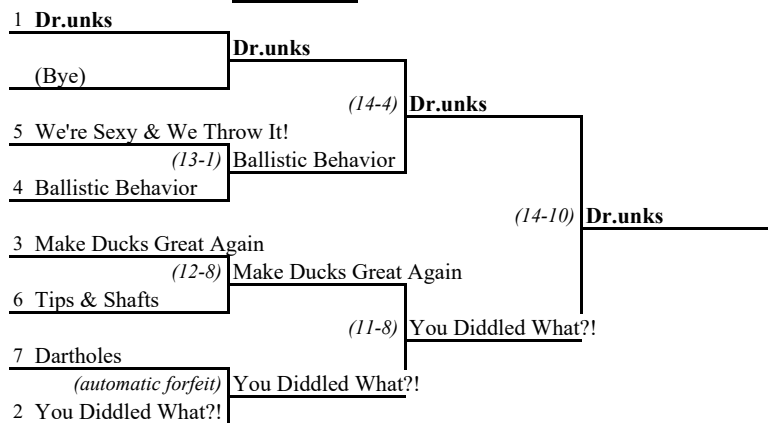 1 Dr.unks
Dr.unks
(Bye)
(14-4) Dr.unks
5 We're Sexy & We Throw It!
(13-1) Ballistic Behavior
4 Ballistic Behavior
(14-10) Dr.unks
3 Make Ducks Great Again
(12-8) Make Ducks Great Again
6 Tips & Shafts
(11-8) You Diddled What?!
7 Dartholes
(automatic forfeit) You Diddled What?!
2 You Diddled What?!